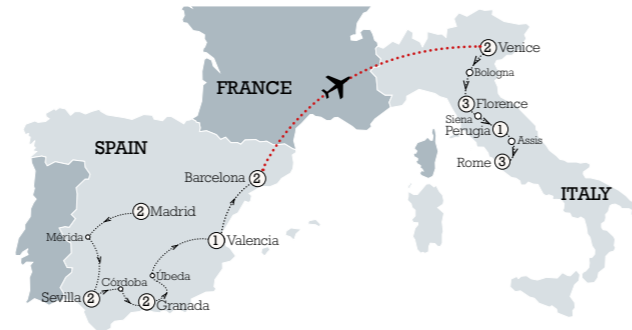 FRANCE
SPAIN
ITALY
2 Madrid
Mérida
Sevilla 2
Córdoba
2 Granada
Úbeda
1 Valencia
Barcelona 2
2 Venice
Bologna
3 Florence
Siena
Perugia 1
Assis
Rome 3